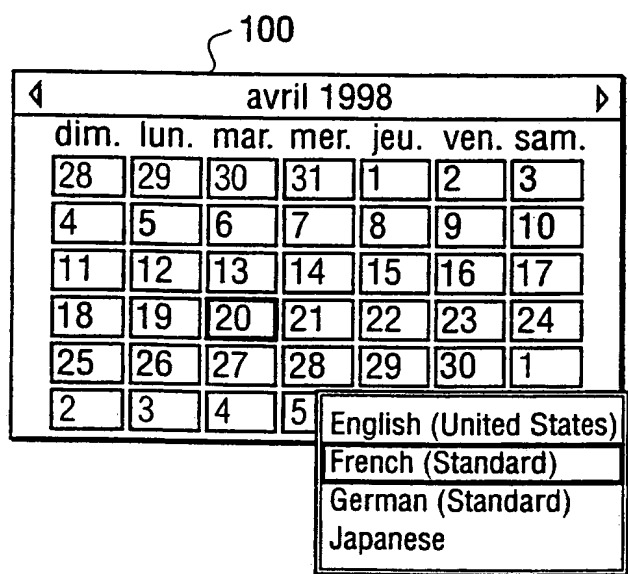 100
avril 1998
dim. lun. mar. mer. jeu. ven. sam.
28 29 30 31 1 2 3
4 5 6 7 8 9 10
11 12 13 14 15 16 17
18 19 20 21 22 23 24
25 26 27 28 29 30 1
2 3 4 5
English (United States)
French (Standard)
German (Standard)
Japanese